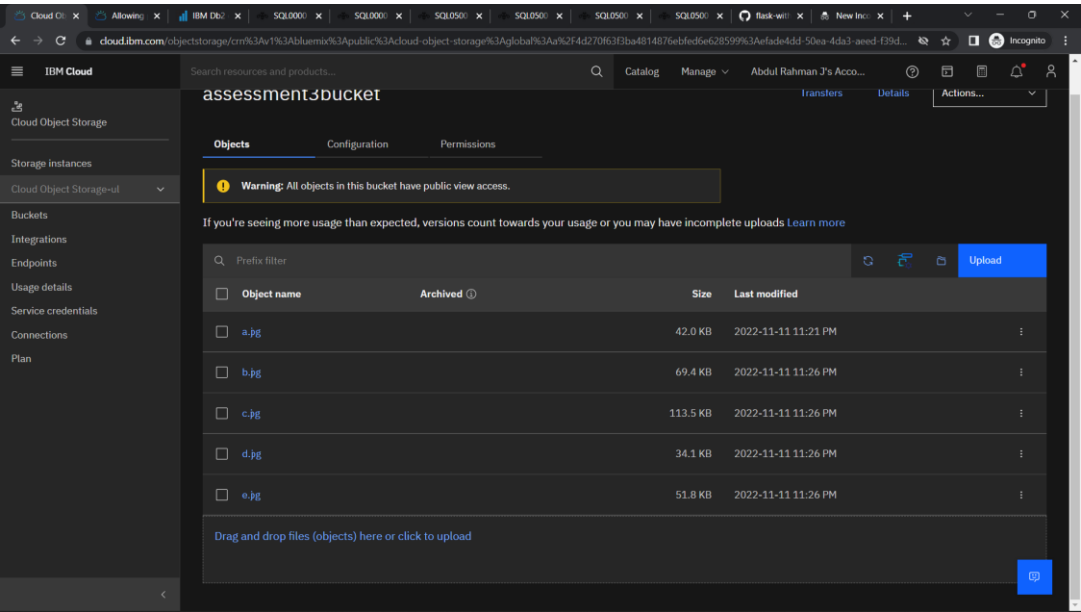 Cloud Ob Allowing IBM Db2 SQL0000 SQL0000 SQL0500 SQL0500 SQL0500 SQL0500 flask-with New Inco
cloud.ibm.com/objectstorage/crn%3Av1%3Abluemix%3Apublic%3Acloud-object-storage%3Aglobal%3Aa%2F4d270f63f3ba4814876ebfed6e628599%3Aefade4dd-50ea-4da3-aeed-f39d... Incognito
IBM Cloud Search resources and products... Catalog Manage Abdul Rahman J's Acco...
Cloud Object Storage
Storage instances
Cloud Object Storage-ul
Buckets
Integrations
Endpoints
Usage details
Service credentials
Connections
Plan
assessment3bucket Transfers Details Actions...
Objects Configuration Permissions
Warning: All objects in this bucket have public view access.
If you're seeing more usage than expected, versions count towards your usage or you may have incomplete uploads Learn more
Prefix filter Upload
Object name Archived Size Last modified
a.jpg 42.0 KB 2022-11-11 11:21 PM
b.jpg 69.4 KB 2022-11-11 11:26 PM
c.jpg 113.5 KB 2022-11-11 11:26 PM
d.jpg 34.1 KB 2022-11-11 11:26 PM
e.jpg 51.8 KB 2022-11-11 11:26 PM
Drag and drop files (objects) here or click to upload